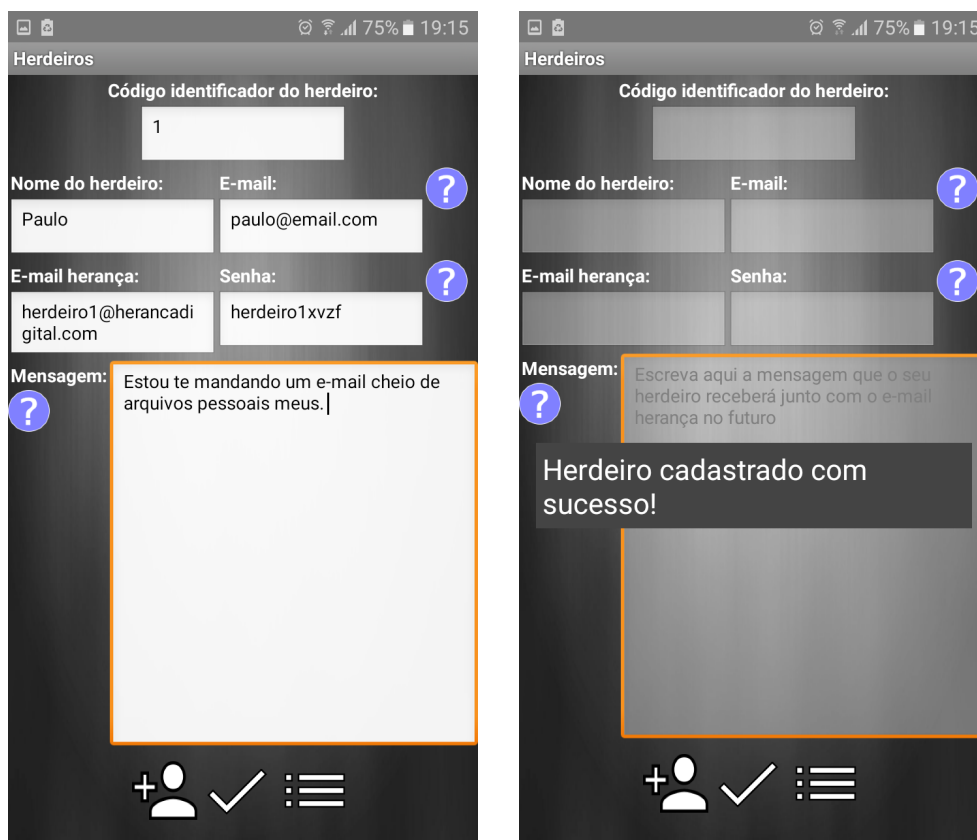 75% 19:15
Herdeiros
Código identificador do herdeiro:
1
Nome do herdeiro: E-mail:
?
Paulo paulo@email.com
E-mail herança: Senha:
?
herdeiro1@herancadi herdeiro1xvzf
gital.com
Mensagem:
?
Estou te mandando um e-mail cheio de
arquivos pessoais meus.
75% 19:15
Herdeiros
Código identificador do herdeiro:
Nome do herdeiro: E-mail:
?
E-mail herança: Senha:
?
Mensagem:
?
Escreva aqui a mensagem que o seu
herdeiro receberá junto com o e-mail
herança no futuro
Herdeiro cadastrado com
sucesso!